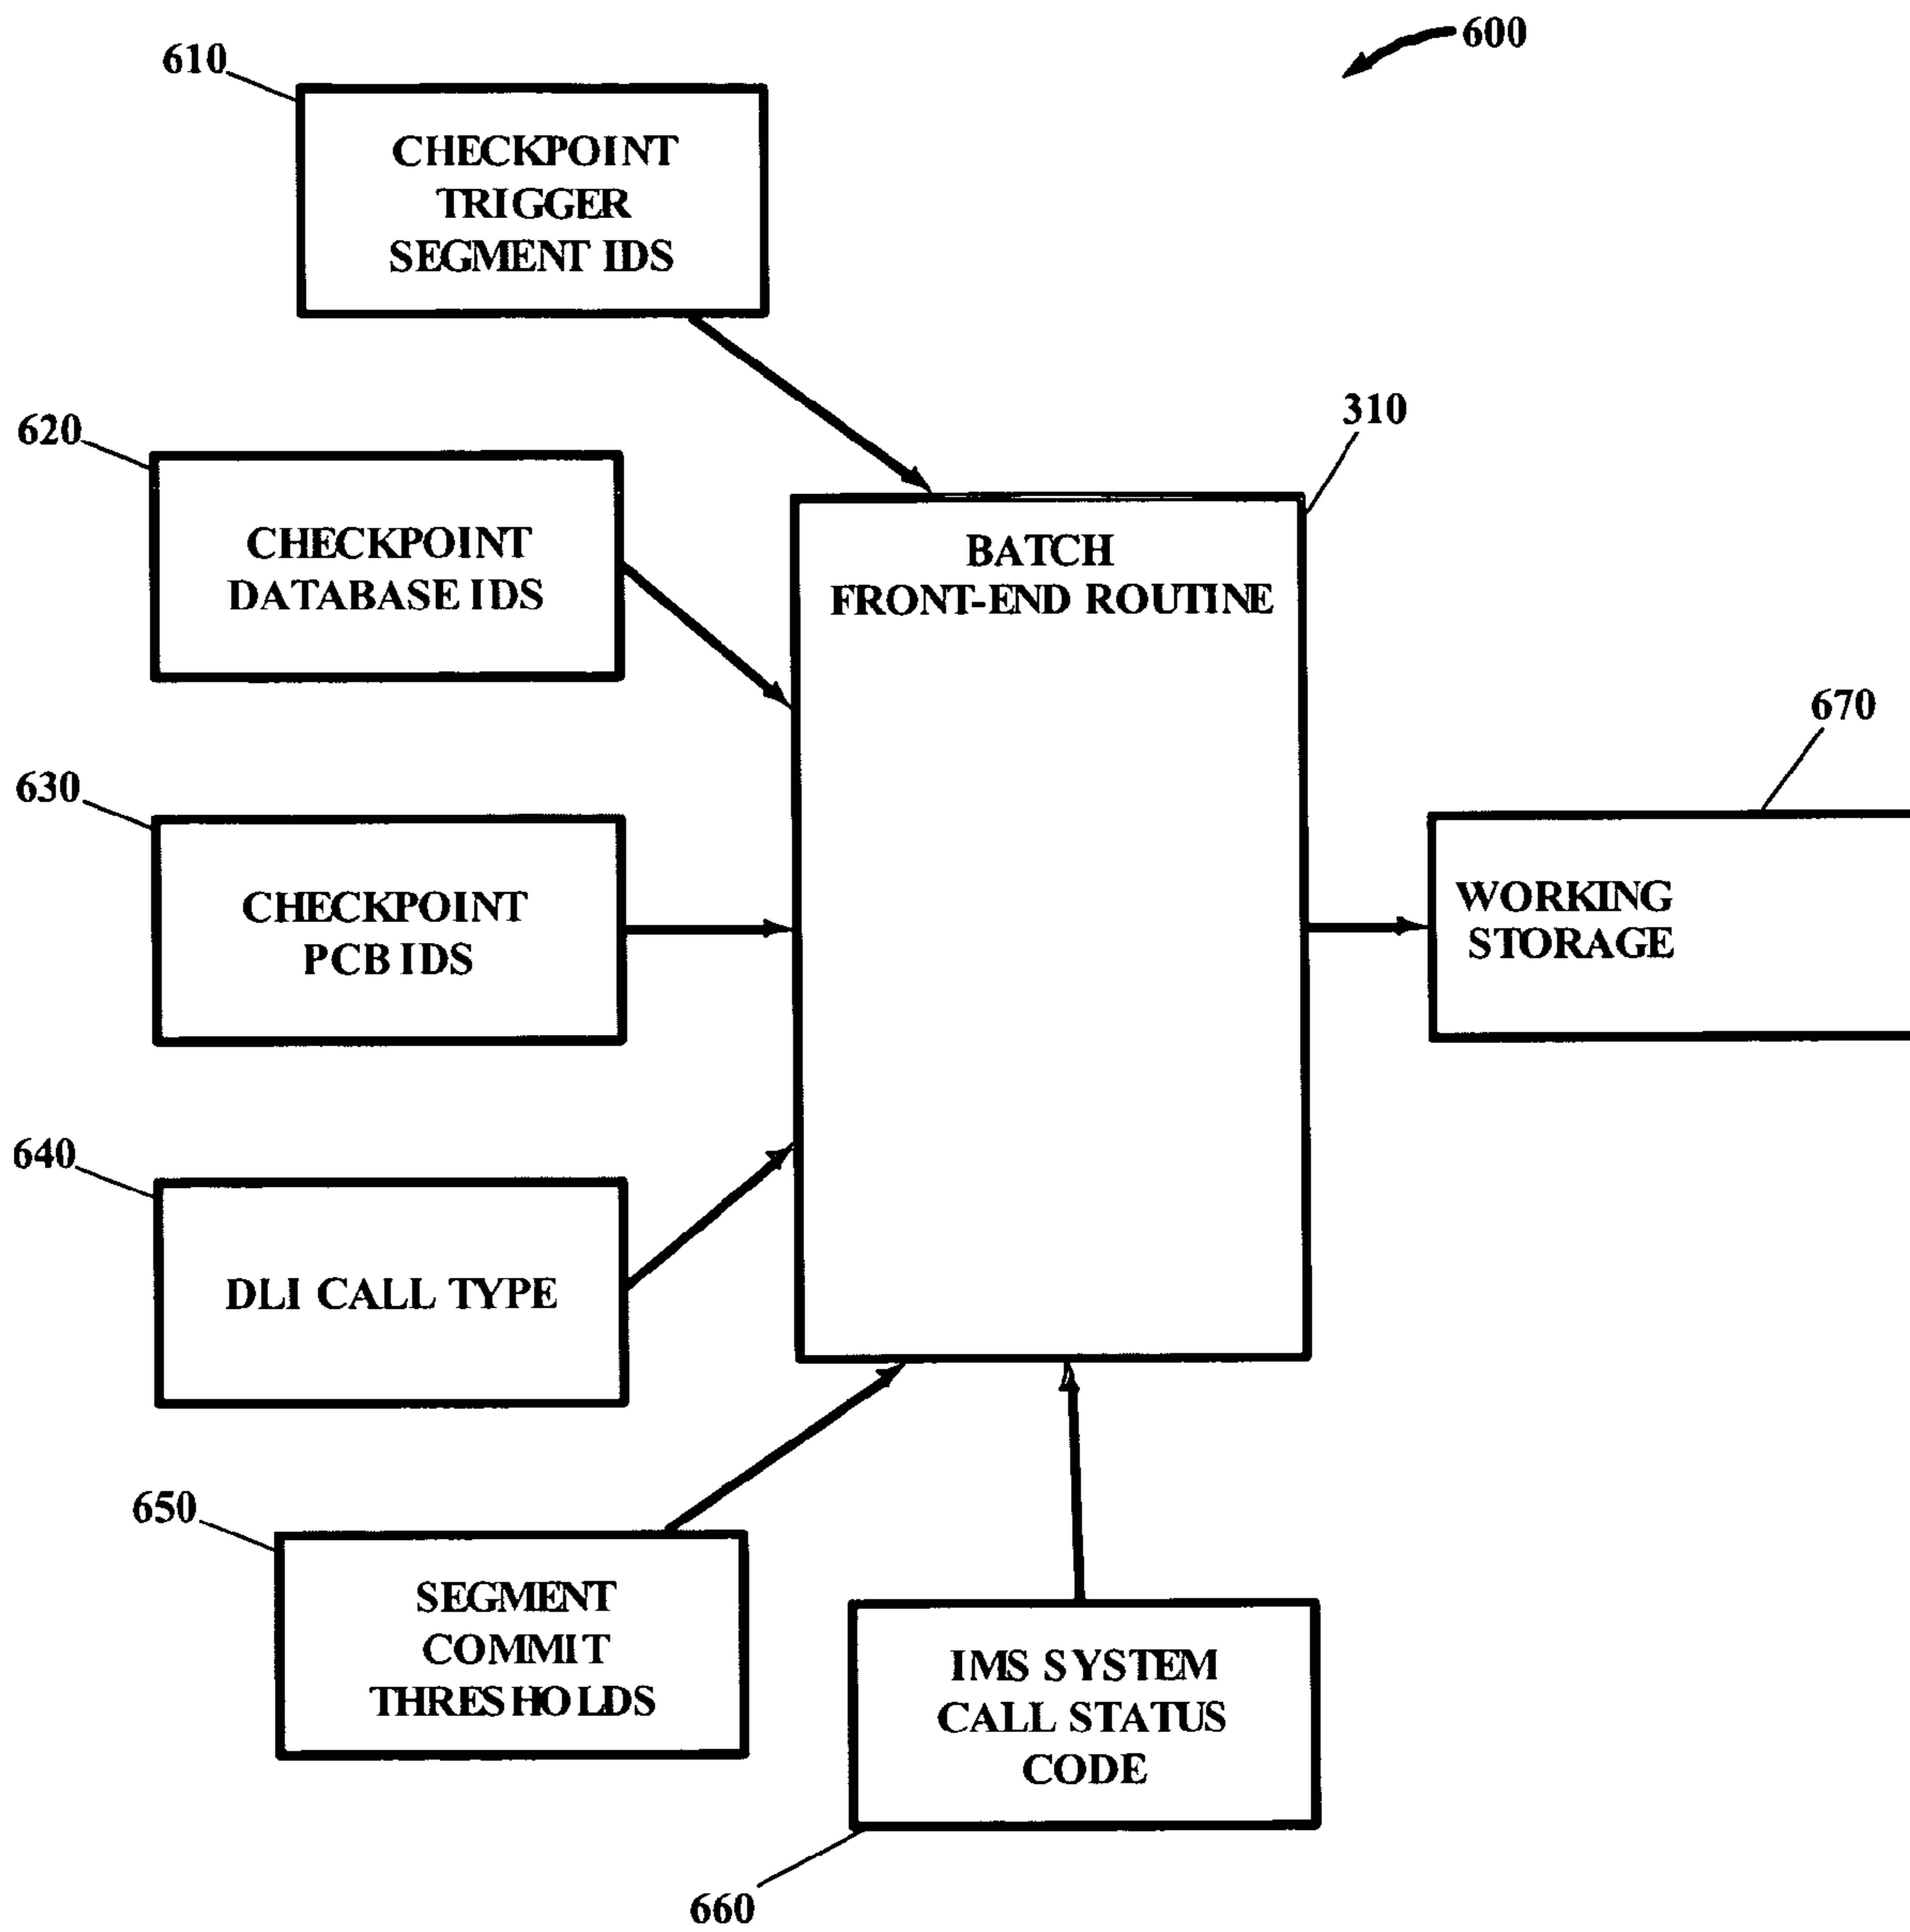 600
610
CHECKPOINT
TRIGGER
SEGMENT IDS
620
CHECKPOINT
DATABASE IDS
310
BATCH
FRONT-END ROUTINE
630
CHECKPOINT
PCB IDS
670
WORKING
STORAGE
640
DLI CALL TYPE
650
SEGMENT
COMMIT
THRESHOLDS
IMS SYSTEM
CALL STATUS
CODE
660